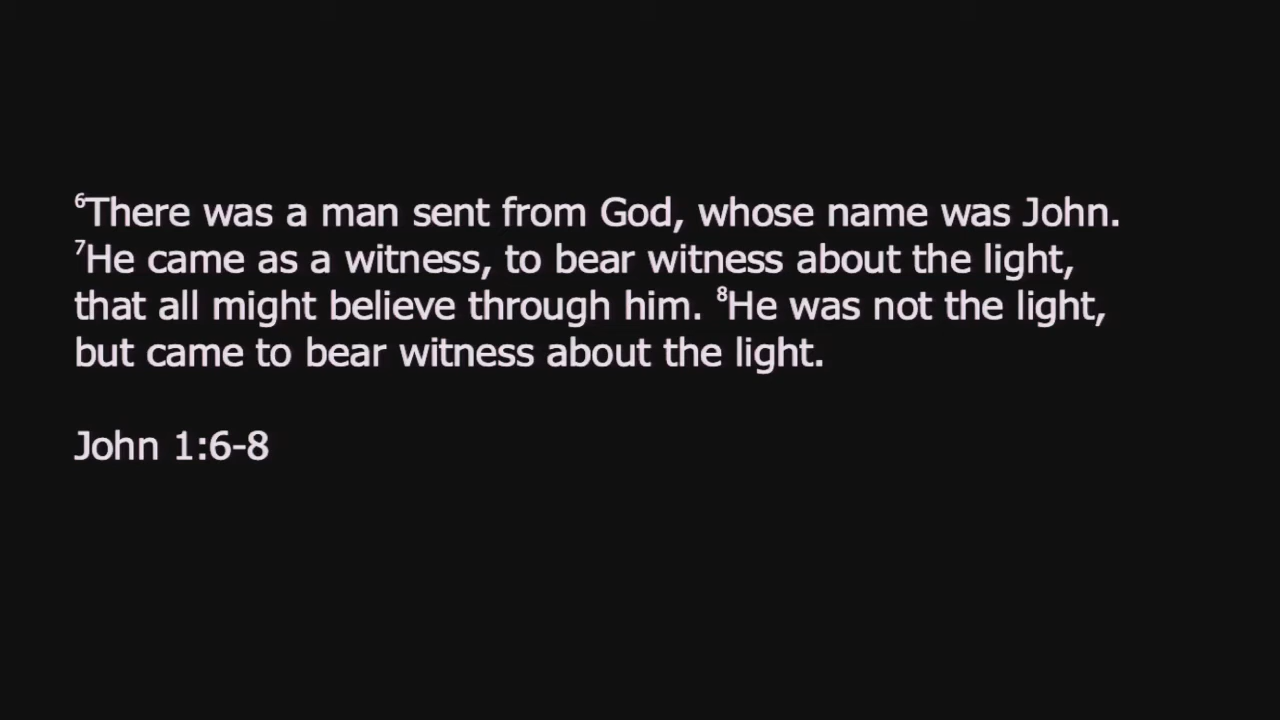 ⁶There was a man sent from God, whose name was John.
⁷He came as a witness, to bear witness about the light,
that all might believe through him. ⁸He was not the light,
but came to bear witness about the light.
John 1:6-8